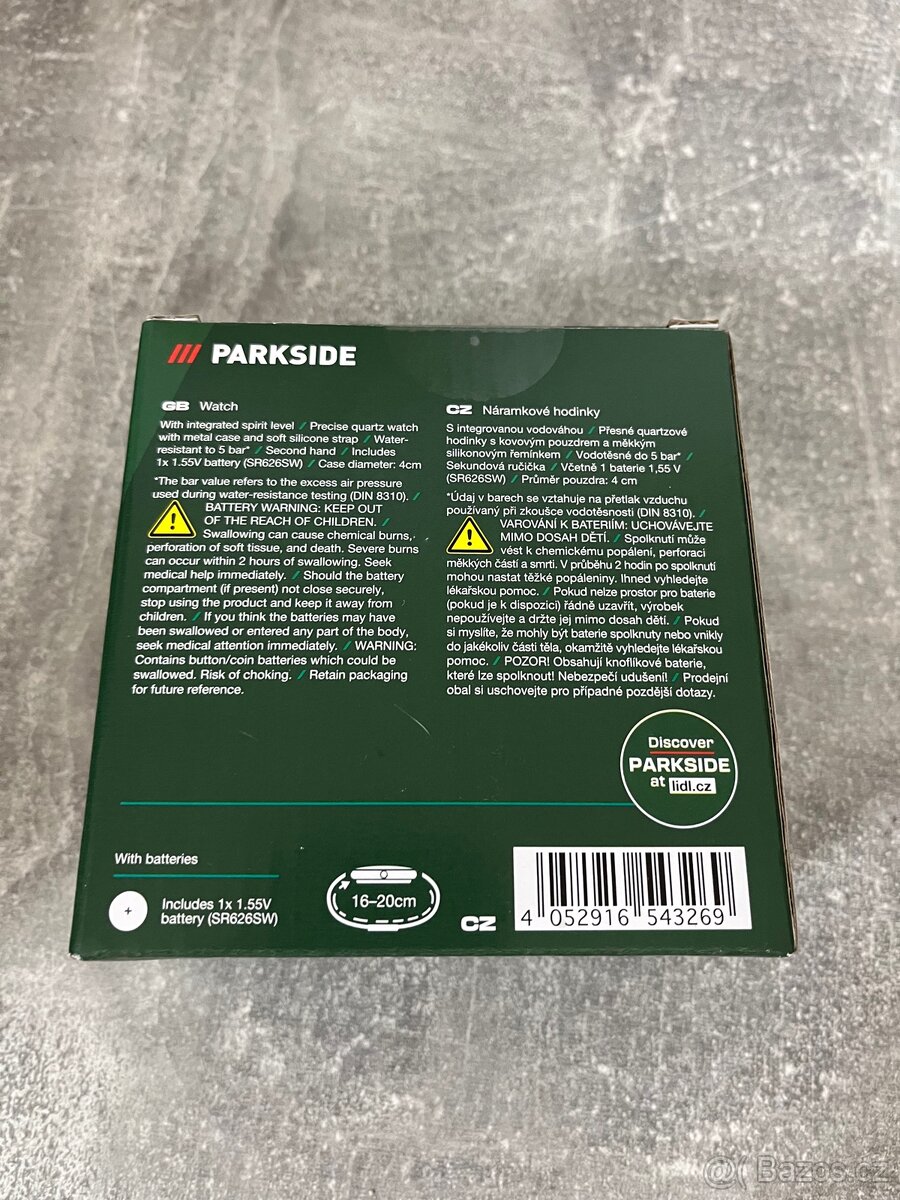 PARKSIDE
GB Watch
With integrated spirit level / Precise quartz watch
with metal case and soft silicone strap / Water-
resistant to 5 bar* / Second hand / Includes
1x 1.55V battery (SR626SW) / Case diameter: 4cm
*The bar value refers to the excess air pressure
used during water-resistance testing (DIN 8310). /
BATTERY WARNING: KEEP OUT
OF THE REACH OF CHILDREN. /
Swallowing can cause chemical burns,
perforation of soft tissue, and death. Severe burns
can occur within 2 hours of swallowing. Seek
medical help immediately. / Should the battery
compartment (if present) not close securely,
stop using the product and keep it away from
children. / If you think the batteries may have
been swallowed or entered any part of the body,
seek medical attention immediately. / WARNING:
Contains button/coin batteries which could be
swallowed. Risk of choking. / Retain packaging
for future reference.
CZ Náramkové hodinky
S integrovanou vodováhou / Přesné quartzové
hodinky s kovovým pouzdrem a měkkým
silikonovým řemínkem / Vodotěsné do 5 bar* /
Sekundová ručička / Včetně 1 baterie 1,55 V
(SR626SW) / Průměr pouzdra: 4 cm
*Údaj v barech se vztahuje na přetlak vzduchu
používaný při zkoušce vodotěsnosti (DIN 8310). /
VAROVÁNÍ K BATERIÍM: UCHOVÁVEJTE
MIMO DOSAH DĚTÍ. / Spolknutí může
vést k chemickému popálení, perforaci
měkkých částí a smrti. V průběhu 2 hodin po spolknutí
mohou nastat těžké popáleniny. Ihned vyhledejte
lékařskou pomoc. / Pokud nelze prostor pro baterie
(pokud je k dispozici) řádně uzavřít, výrobek
nepoužívejte a držte jej mimo dosah dětí. / Pokud
si myslíte, že mohly být baterie spolknuty nebo vnikly
do jakékoliv části těla, okamžitě vyhledejte lékařskou
pomoc. / POZOR! Obsahují knoflíkové baterie,
které lze spolknout! Nebezpečí udušení! / Prodejní
obal si uschovejte pro případné pozdější dotazy.
Discover
PARKSIDE
at lidl.cz
With batteries
Includes 1x 1.55V
battery (SR626SW)
16–20cm
CZ
4 052916 543269
@ Bazos.cz